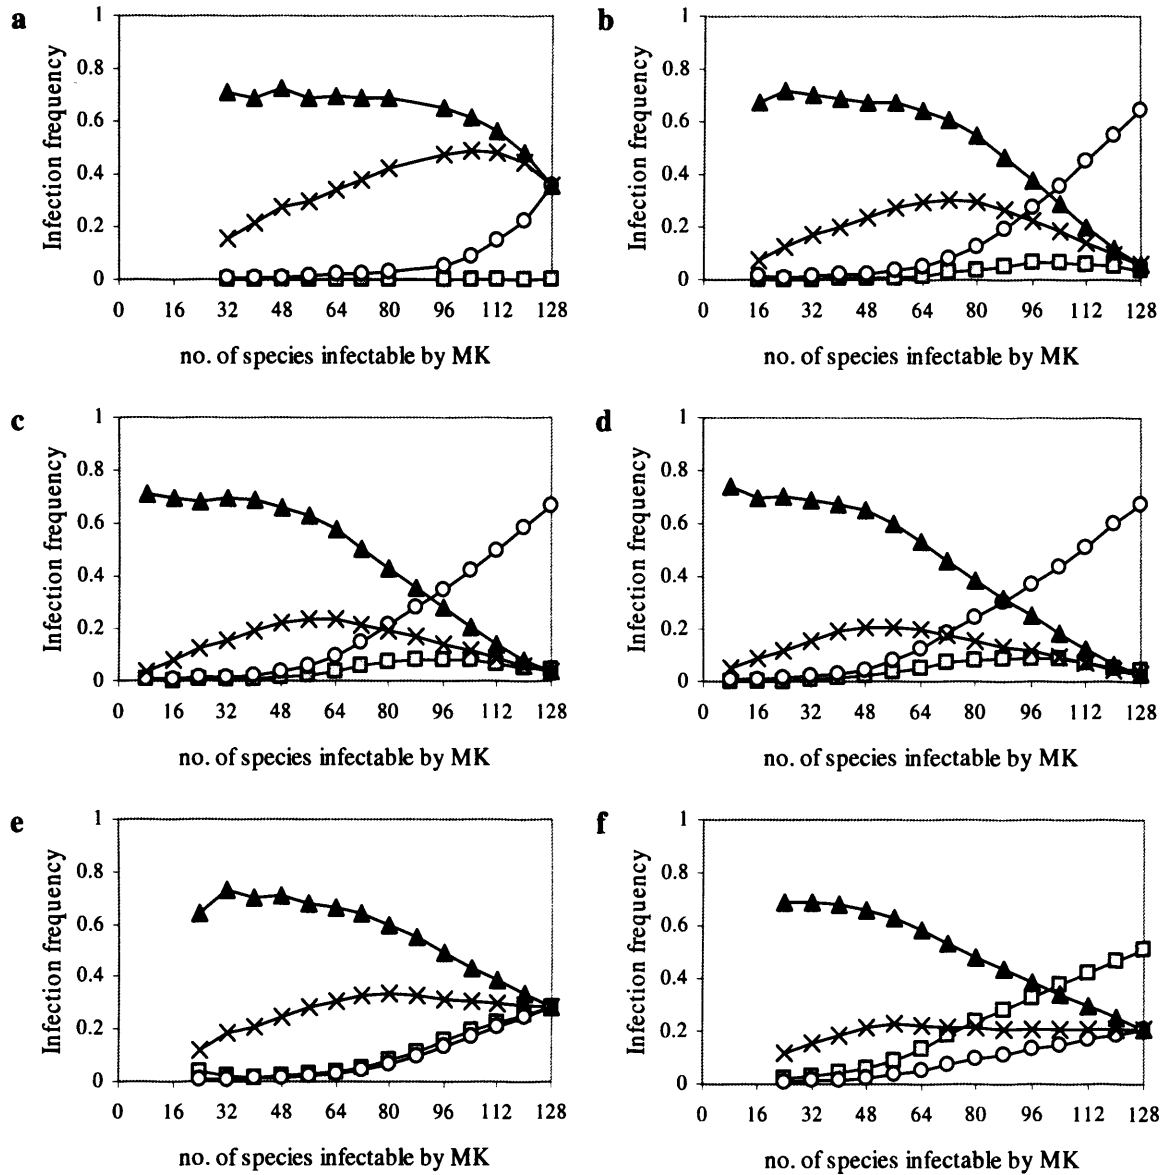 a
b
1
0.8
0.6
0.4
0.2
0
Infection frequency
0 16 32 48 64 80 96 112 128
no. of species infectable by MK
1
0.8
0.6
0.4
0.2
0
Infection frequency
0 16 32 48 64 80 96 112 128
no. of species infectable by MK
c
d
1
0.8
0.6
0.4
0.2
0
Infection frequency
0 16 32 48 64 80 96 112 128
no. of species infectable by MK
1
0.8
0.6
0.4
0.2
0
Infection frequency
0 16 32 48 64 80 96 112 128
no. of species infectable by MK
e
f
1
0.8
0.6
0.4
0.2
0
Infection frequency
0 16 32 48 64 80 96 112 128
no. of species infectable by MK
1
0.8
0.6
0.4
0.2
0
Infection frequency
0 16 32 48 64 80 96 112 128
no. of species infectable by MK